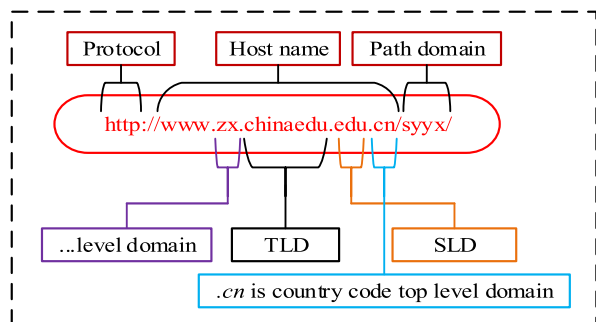 Protocol
Host name
Path domain
http://www.zx.chinaedu.edu.cn/syyx/
...level domain
TLD
SLD
.cn is country code top level domain